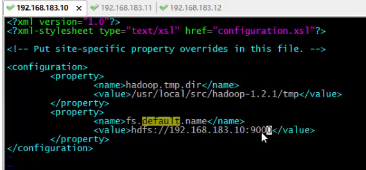 192.168.183.10 × 192.168.183.11 192.168.183.12
<?xml version="1.0"?>
<?xml-stylesheet type="text/xsl" href="configuration.xsl"?>
<!-- Put site-specific property overrides in this file. -->
<configuration>
<property>
<name>hadoop.tmp.dir</name>
<value>/usr/local/src/hadoop-1.2.1/tmp</value>
</property>
<property>
<name>fs.default.name</name>
<value>hdfs://192.168.183.10:9000</value>
</property>
</configuration>
~